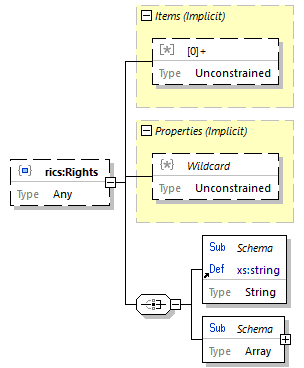 Items (Implicit)
[0]+
Type Unconstrained
Properties (Implicit)
Wildcard
Type Unconstrained
rics:Rights
Type Any
Sub Schema
Def xs:string
Type String
Sub Schema
Type Array